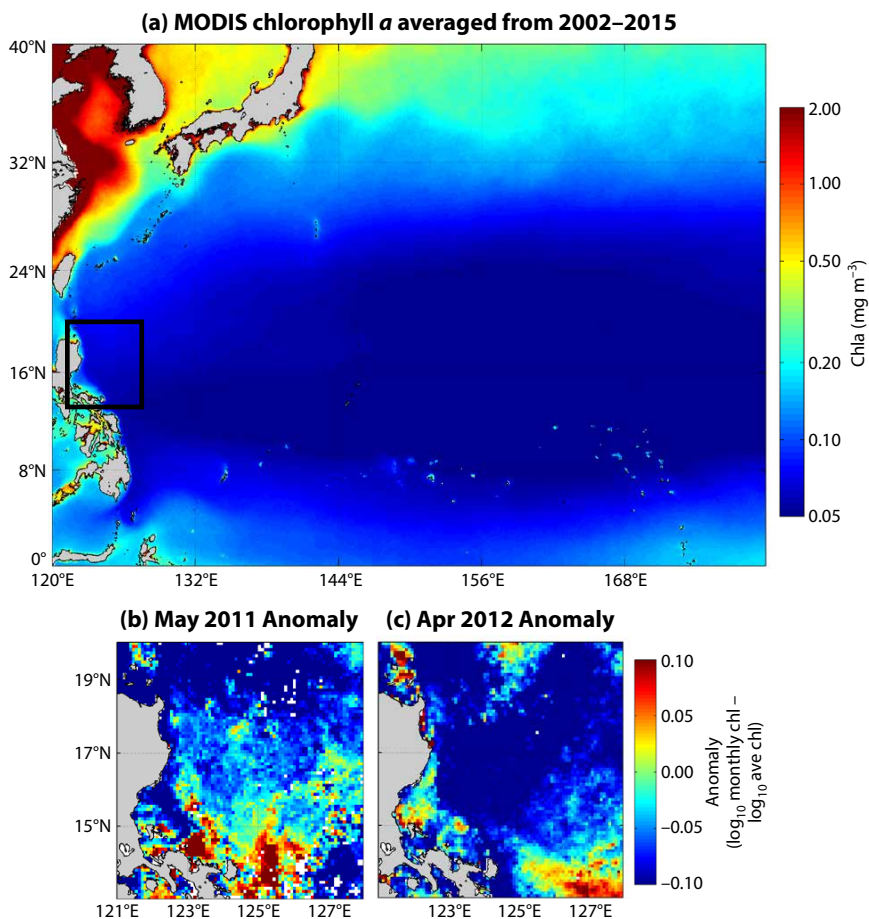 (a) MODIS chlorophyll a averaged from 2002–2015
40°N
32°N
24°N
16°N
8°N
0°
120°E
132°E
144°E
156°E
168°E
2.00
1.00
0.50
0.20
0.10
0.05
Chla (mg m⁻³)
(b) May 2011 Anomaly
(c) Apr 2012 Anomaly
19°N
17°N
15°N
121°E
123°E
125°E
127°E
123°E
125°E
127°E
0.10
0.05
0.00
−0.05
−0.10
Anomaly
(log₁₀ monthly chl –
log₁₀ ave chl)